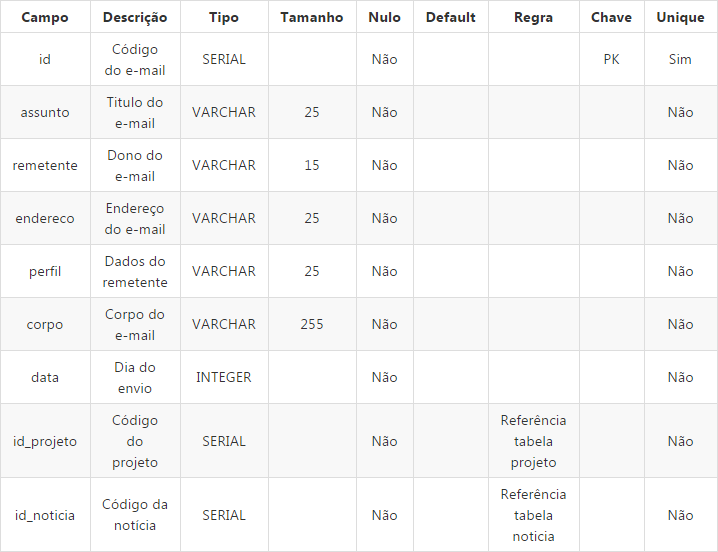 Campo Descrição Tipo Tamanho Nulo Default Regra Chave Unique
id Código do e-mail SERIAL Não PK Sim
assunto Titulo do e-mail VARCHAR 25 Não Não
remetente Dono do e-mail VARCHAR 15 Não Não
endereco Endereço do e-mail VARCHAR 25 Não Não
perfil Dados do remetente VARCHAR 25 Não Não
corpo Corpo do e-mail VARCHAR 255 Não Não
data Dia do envio INTEGER Não Não
id_projeto Código do projeto SERIAL Não Referência tabela projeto Não
id_noticia Código da notícia SERIAL Não Referência tabela noticia Não